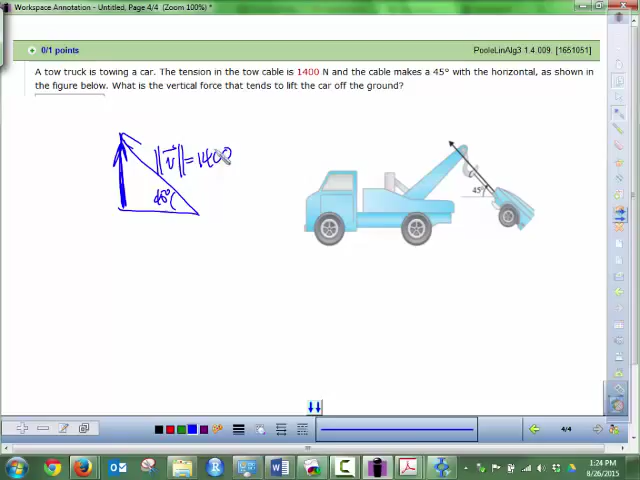 Workspace Annotation - Untitled, Page 4/4 (Zoom 100%)
0/1 points
PooleLinAlg3 1.4.009. [1651051]
A tow truck is towing a car. The tension in the tow cable is 1400 N and the cable makes a 45° with the horizontal, as shown in
the figure below. What is the vertical force that tends to lift the car off the ground?
||v⃗|| = 1400
45°
45°
4/4
1:24 PM
8/26/2015